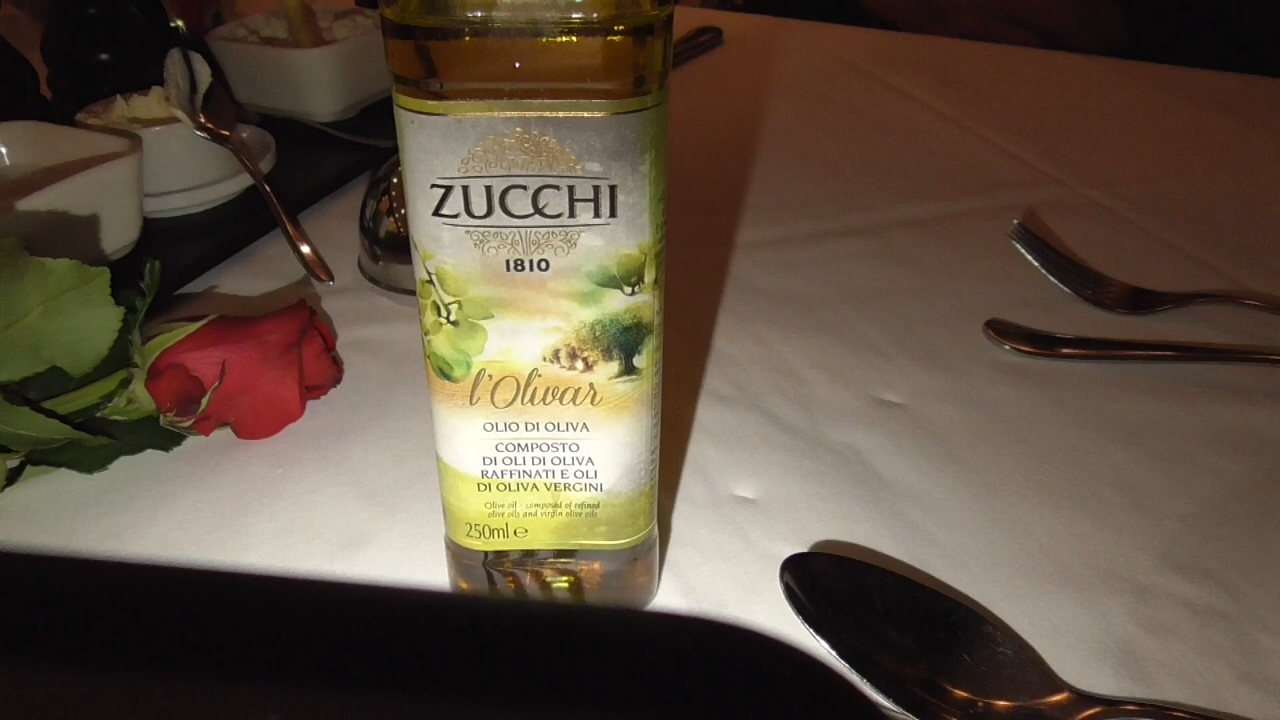 ZUCCHI
1810
l'Olivar
OLIO DI OLIVA
COMPOSTO
DI OLI DI OLIVA
RAFFINATI E OLI
DI OLIVA VERGINI
Olive oil - composed of refined
olive oils and virgin olive oils
250ml ℮